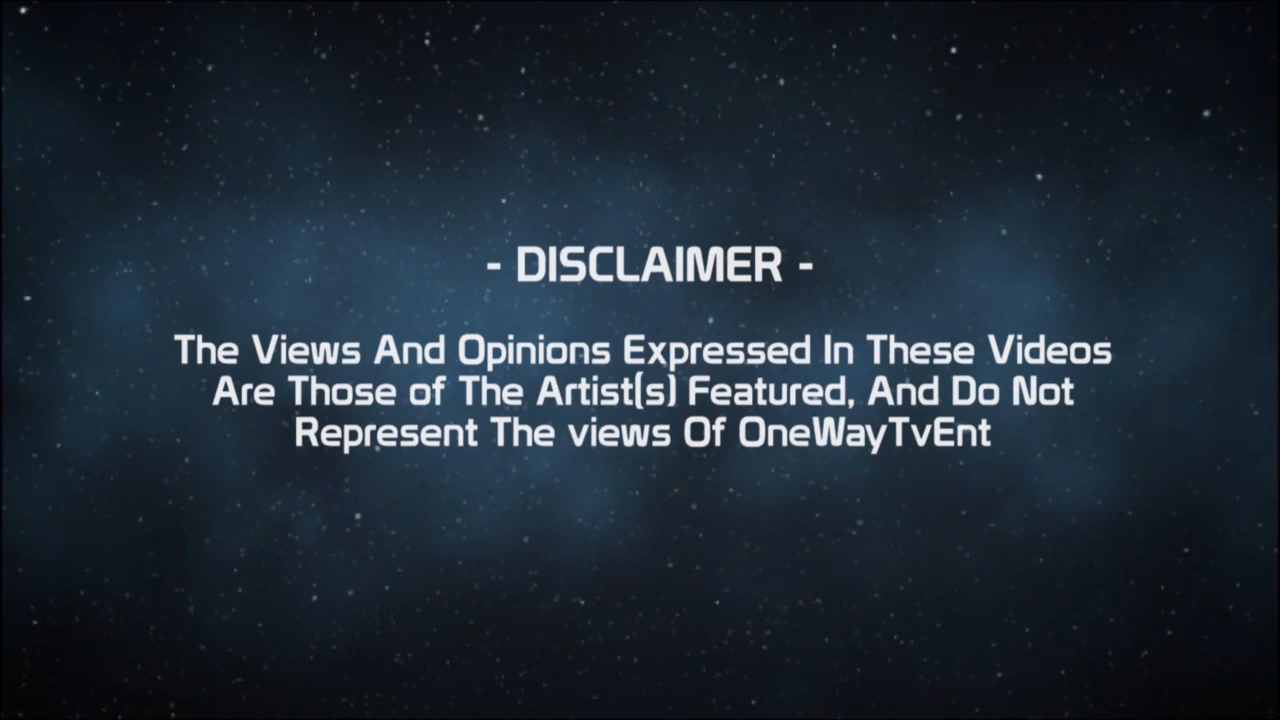 - DISCLAIMER -
The Views And Opinions Expressed In These Videos
Are Those of The Artist(s) Featured, And Do Not
Represent The views Of OneWayTvEnt